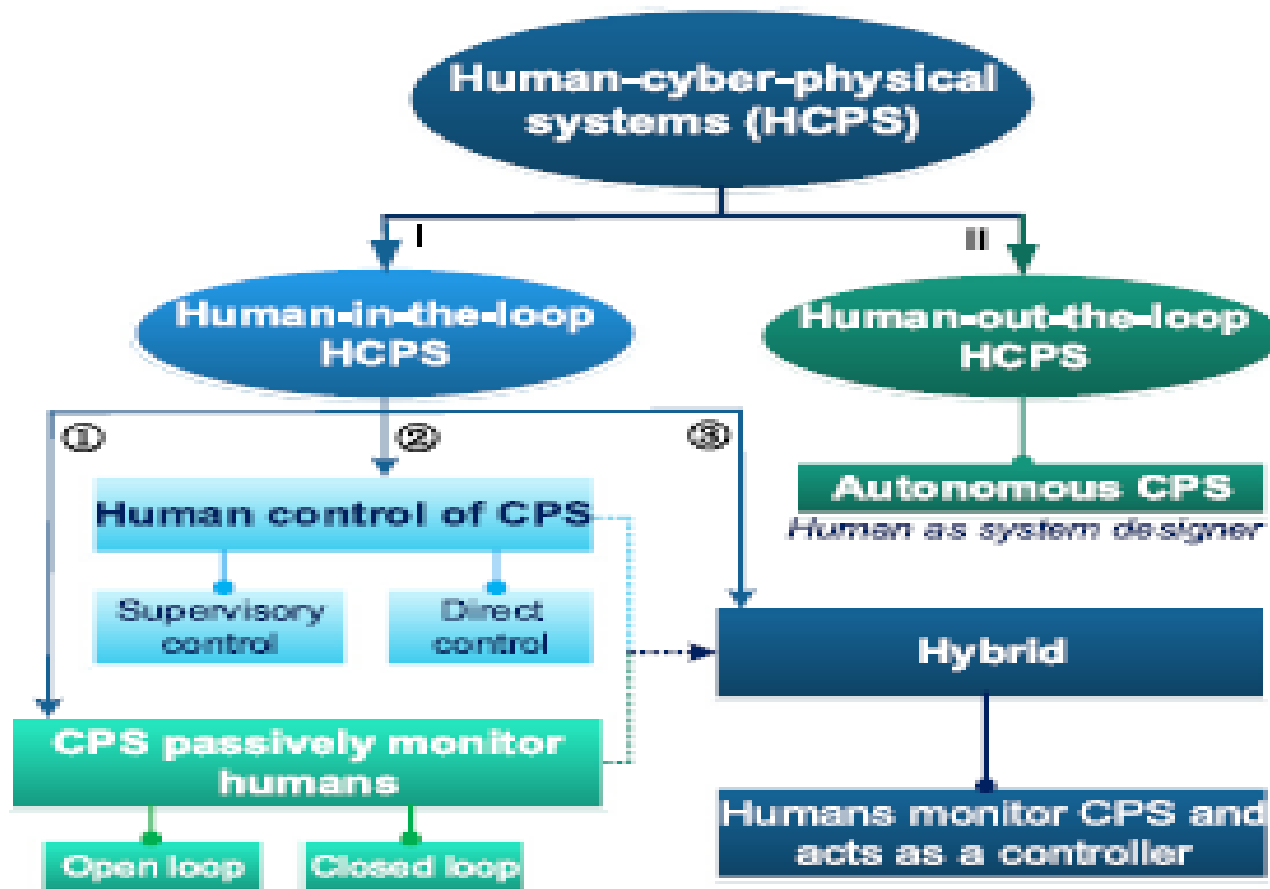 Human-cyber-physical
systems (HCPS)
I
II
Human-in-the-loop
HCPS
Human-out-the-loop
HCPS
①
②
③
Autonomous CPS
Human as system designer
Human control of CPS
Supervisory
control
Direct
control
Hybrid
CPS passively monitor
humans
Humans monitor CPS and
acts as a controller
Open loop
Closed loop